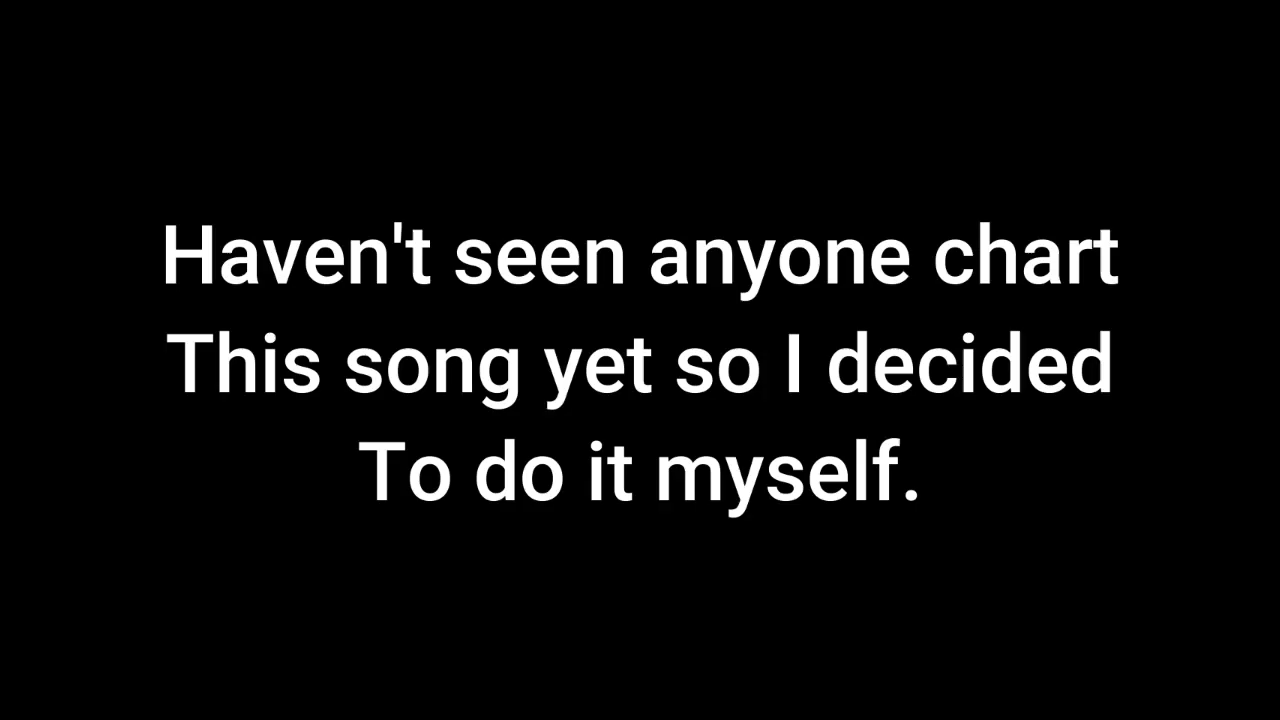 Haven't seen anyone chart
This song yet so I decided
To do it myself.